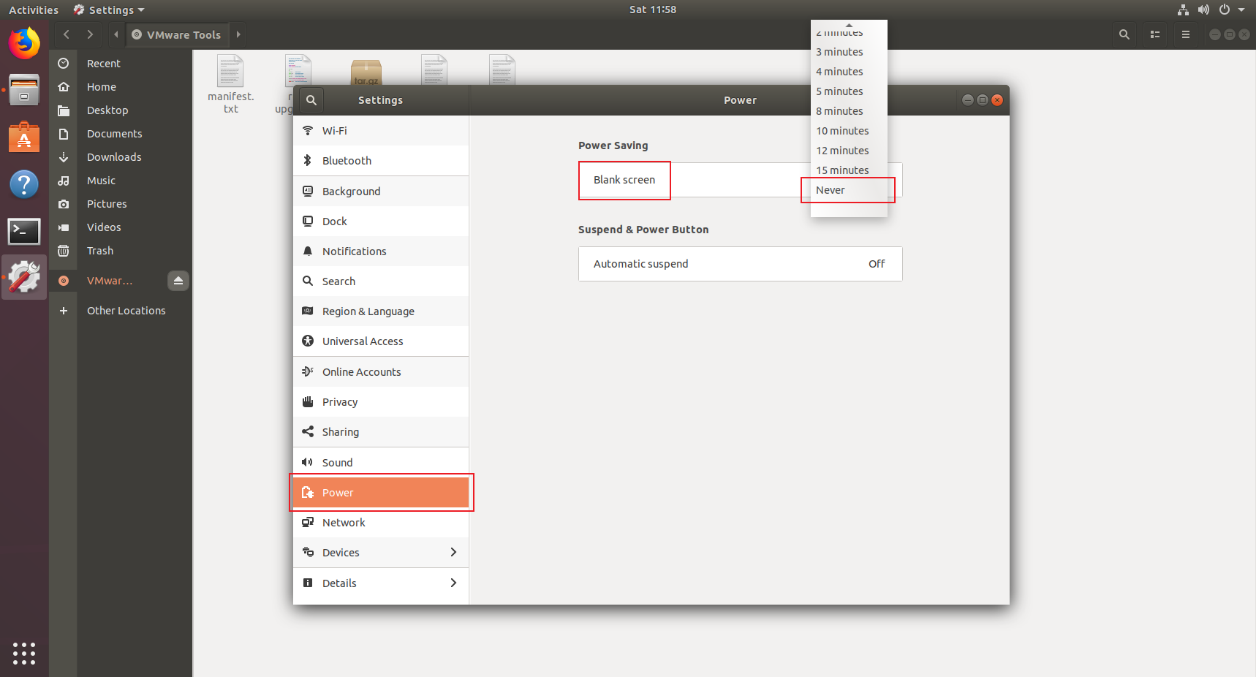 Activities
Settings
Sat 11:58
VMware Tools
Recent
Home
Desktop
Documents
Downloads
Music
Pictures
Videos
Trash
VMwar…
Other Locations
manifest.
txt
tar.gz
Settings
Power
Wi-Fi
Bluetooth
Background
Dock
Notifications
Search
Region & Language
Universal Access
Online Accounts
Privacy
Sharing
Sound
Power
Network
Devices
Details
Power Saving
Blank screen
2 minutes
3 minutes
4 minutes
5 minutes
8 minutes
10 minutes
12 minutes
15 minutes
Never
Suspend & Power Button
Automatic suspend
Off